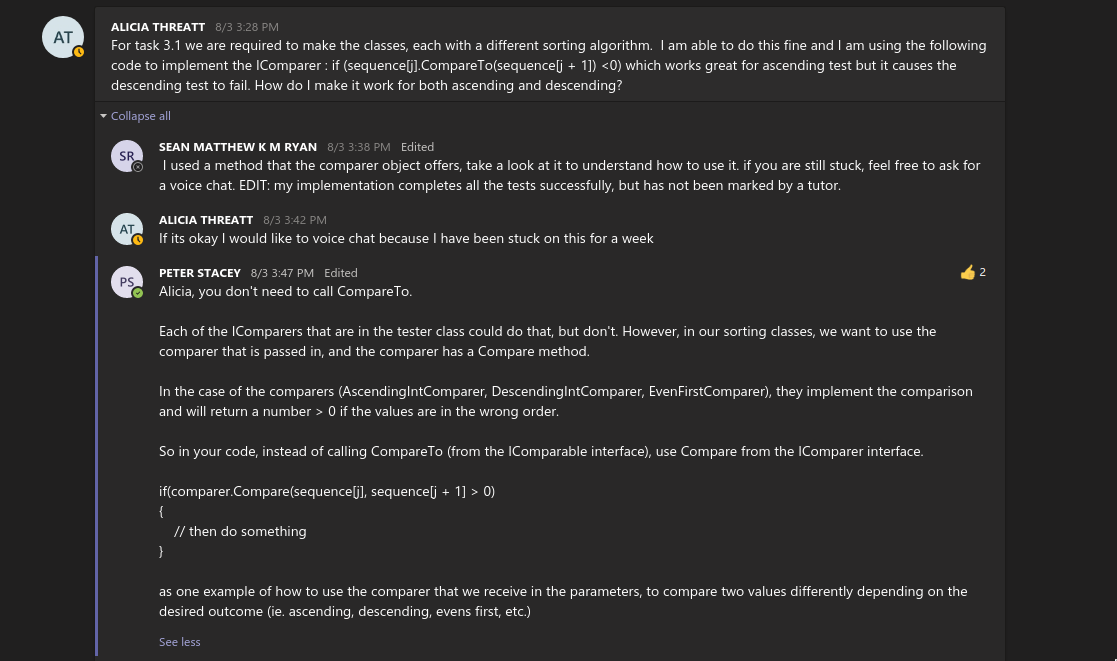 AT
ALICIA THREATT 8/3 3:28 PM
For task 3.1 we are required to make the classes, each with a different sorting algorithm.  I am able to do this fine and I am using the following
code to implement the IComparer : if (sequence[j].CompareTo(sequence[j + 1]) <0) which works great for ascending test but it causes the
descending test to fail. How do I make it work for both ascending and descending?
Collapse all
SR
SEAN MATTHEW K M RYAN 8/3 3:38 PM Edited
I used a method that the comparer object offers, take a look at it to understand how to use it. if you are still stuck, feel free to ask for
a voice chat. EDIT: my implementation completes all the tests successfully, but has not been marked by a tutor.
AT
ALICIA THREATT 8/3 3:42 PM
If its okay I would like to voice chat because I have been stuck on this for a week
PS
PETER STACEY 8/3 3:47 PM Edited
👍 2
Alicia, you don't need to call CompareTo.
Each of the IComparers that are in the tester class could do that, but don't. However, in our sorting classes, we want to use the
comparer that is passed in, and the comparer has a Compare method.
In the case of the comparers (AscendingIntComparer, DescendingIntComparer, EvenFirstComparer), they implement the comparison
and will return a number > 0 if the values are in the wrong order.
So in your code, instead of calling CompareTo (from the IComparable interface), use Compare from the IComparer interface.
if(comparer.Compare(sequence[j], sequence[j + 1] > 0)
{
// then do something
}
as one example of how to use the comparer that we receive in the parameters, to compare two values differently depending on the
desired outcome (ie. ascending, descending, evens first, etc.)
See less